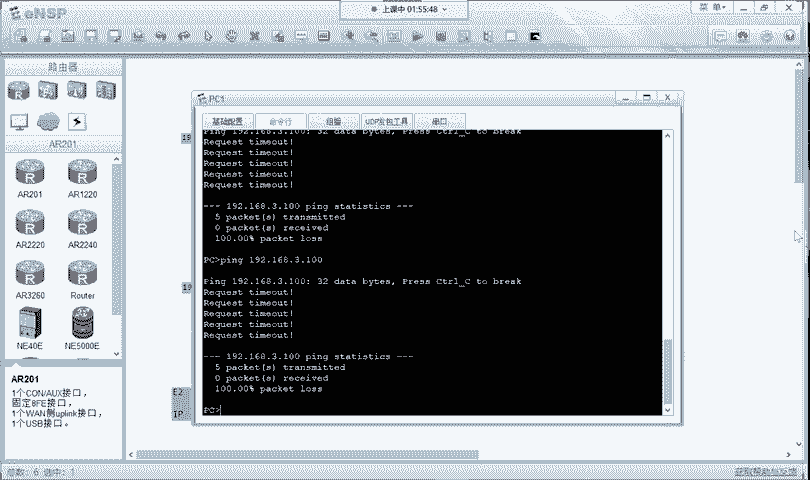 eNSP
上课中 01:55:48
菜 单
路由器
AR201
AR201
AR1220
AR2220
AR2240
AR3260
Router
NE40E
NE5000E
AR201
1个CON/AUX接口，
固定8FE接口，
1个WAN侧uplink接口，
1个USB接口。
PC1
基础配置
命令行
组播
UDP发包工具
串口
Ping 192.168.3.100: 32 data bytes, Press Ctrl_C to break
Request timeout!
Request timeout!
Request timeout!
Request timeout!
Request timeout!
--- 192.168.3.100 ping statistics ---
5 packet(s) transmitted
0 packet(s) received
100.00% packet loss
PC>ping 192.168.3.100
Ping 192.168.3.100: 32 data bytes, Press Ctrl_C to break
Request timeout!
Request timeout!
Request timeout!
Request timeout!
Request timeout!
--- 192.168.3.100 ping statistics ---
5 packet(s) transmitted
0 packet(s) received
100.00% packet loss
PC>
19
19
E2
IP
总数: 6 选中: 1
获取帮助与反馈